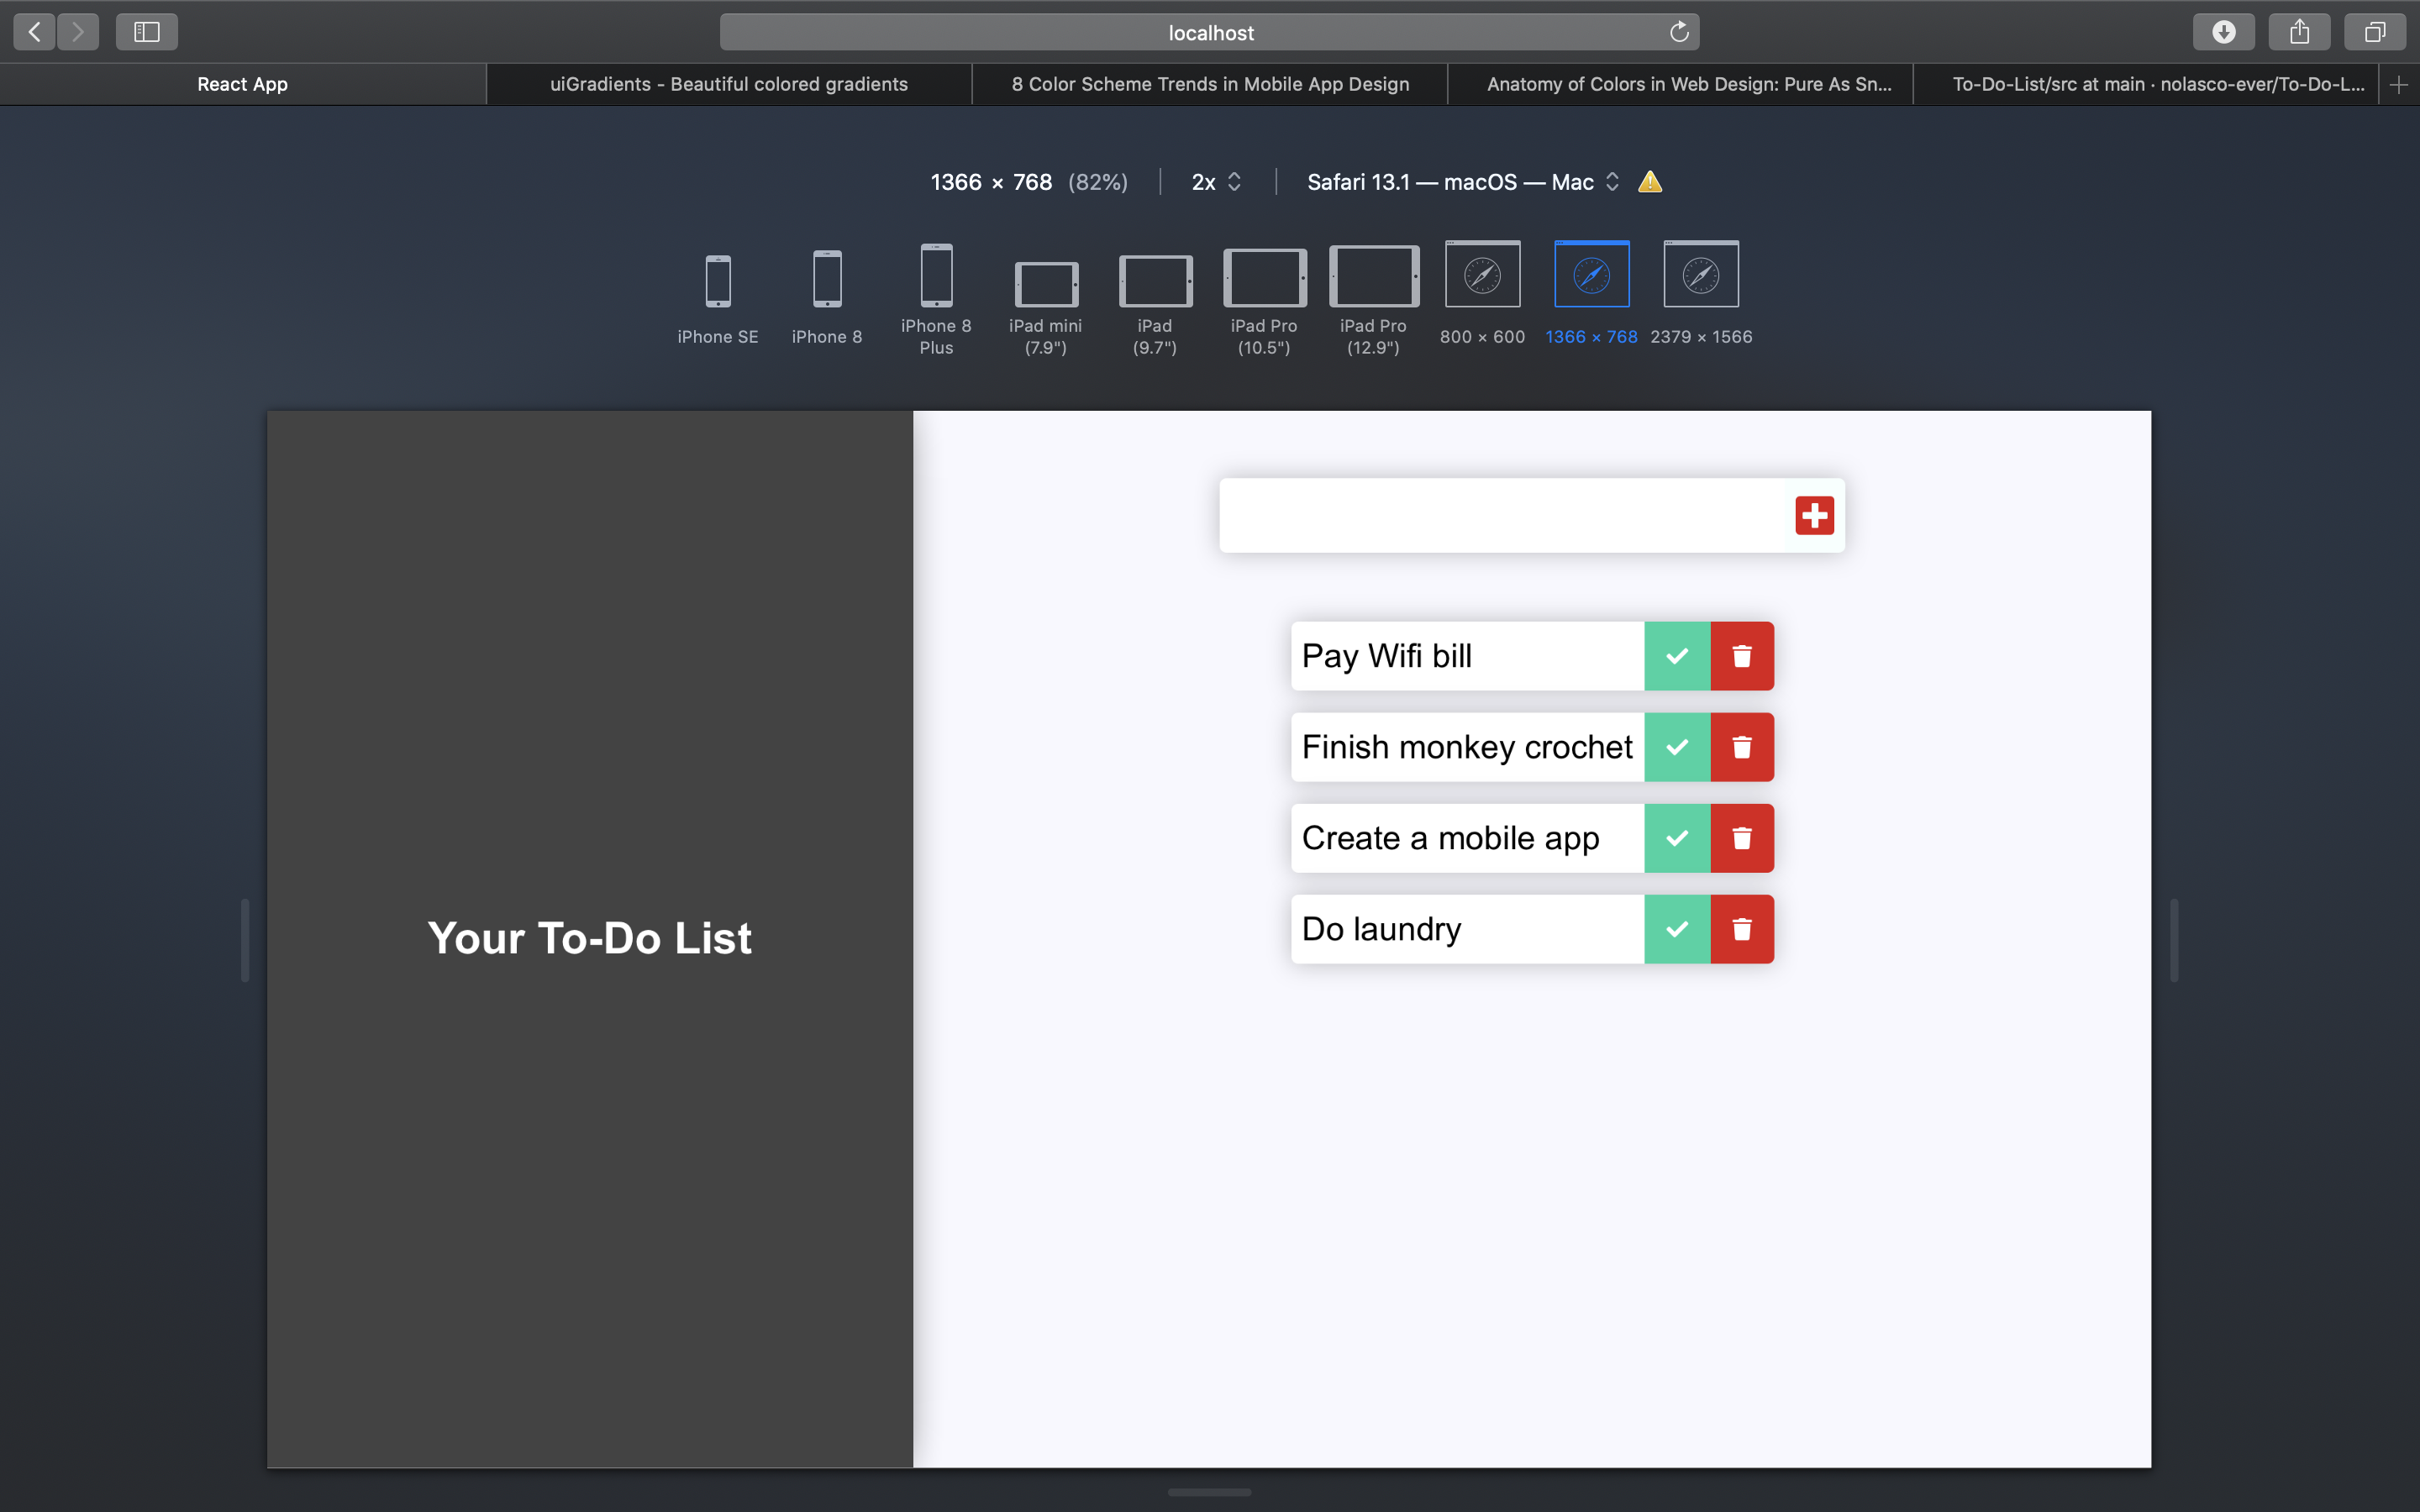 localhost
React App
uiGradients - Beautiful colored gradients
8 Color Scheme Trends in Mobile App Design
Anatomy of Colors in Web Design: Pure As Sn...
To-Do-List/src at main · nolasco-ever/To-Do-L...
1366 × 768 (82%)
2x
Safari 13.1 — macOS — Mac
iPhone SE
iPhone 8
iPhone 8
Plus
iPad mini
(7.9")
iPad
(9.7")
iPad Pro
(10.5")
iPad Pro
(12.9")
800 × 600
1366 × 768
2379 × 1566
Your To-Do List
Pay Wifi bill
Finish monkey crochet
Create a mobile app
Do laundry